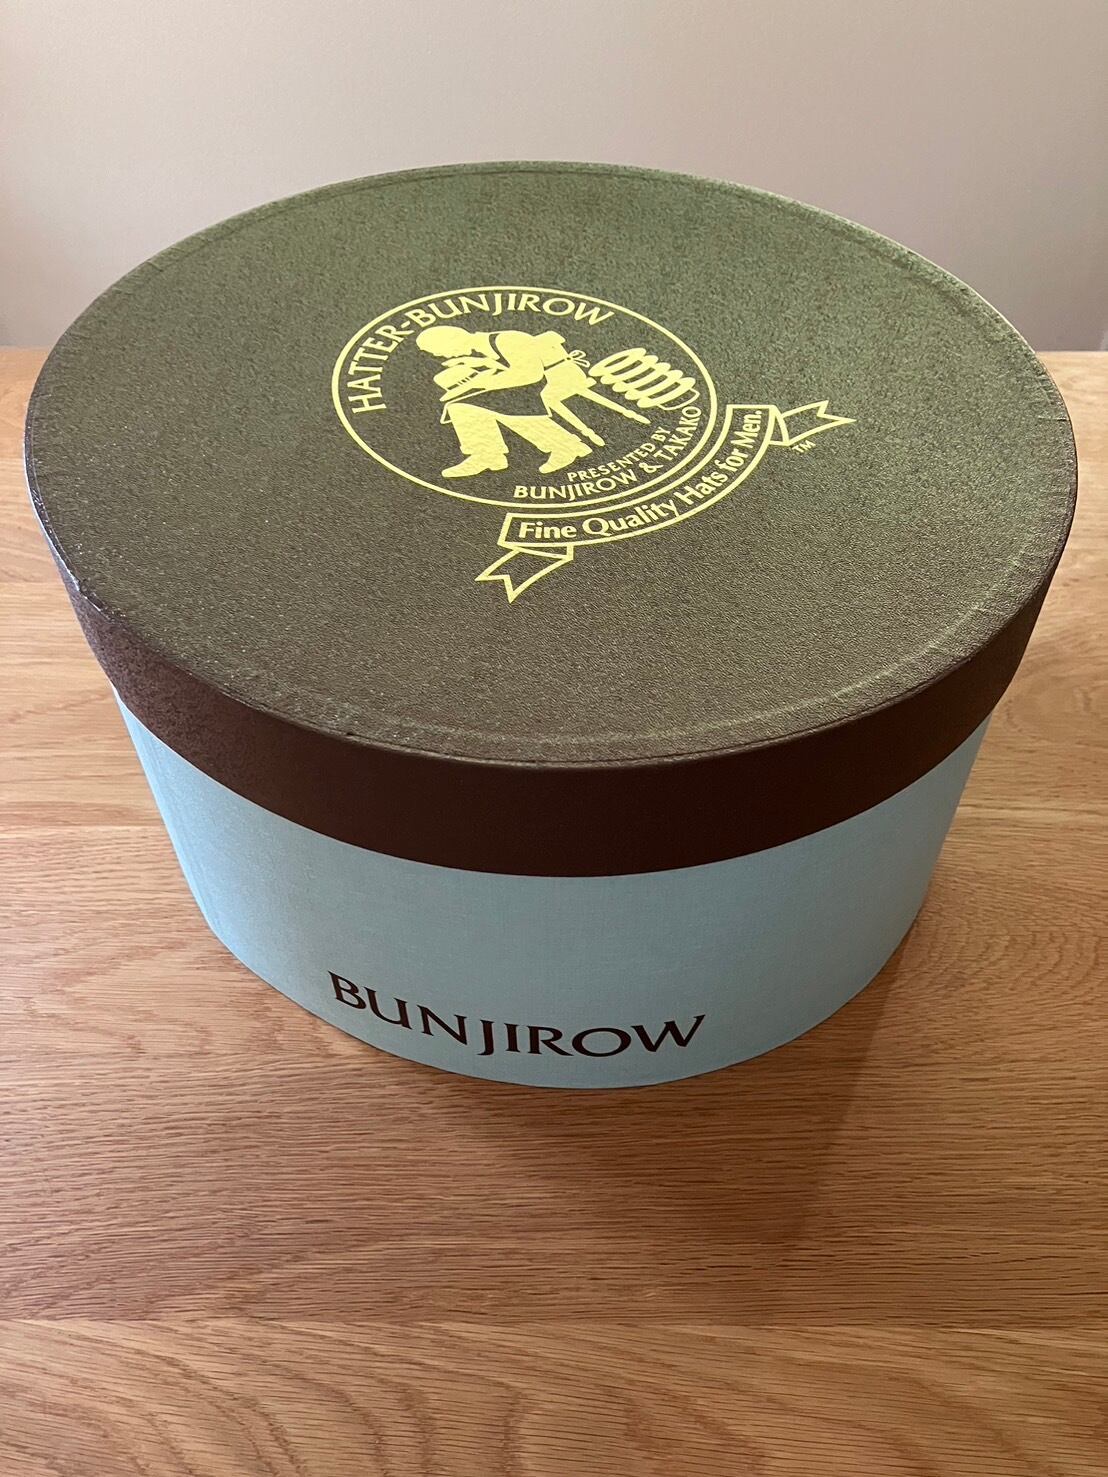 HATTER-BUNJIROW
PRESENTED BY
BUNJIROW & TAKAKO
Fine Quality Hats for Men.
TM
BUNJIROW